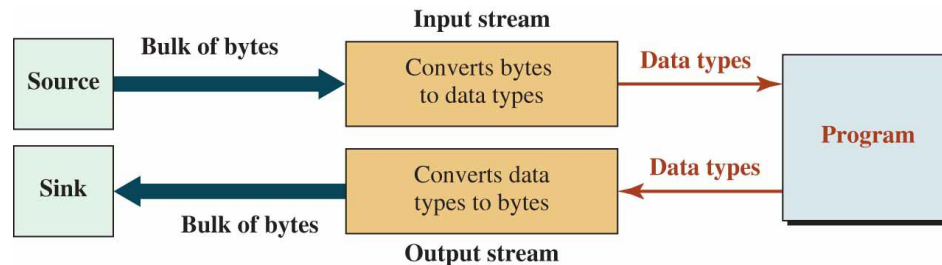 Input stream
Bulk of bytes
Source
Converts bytes
to data types
Data types
Program
Sink
Bulk of bytes
Converts data
types to bytes
Data types
Output stream